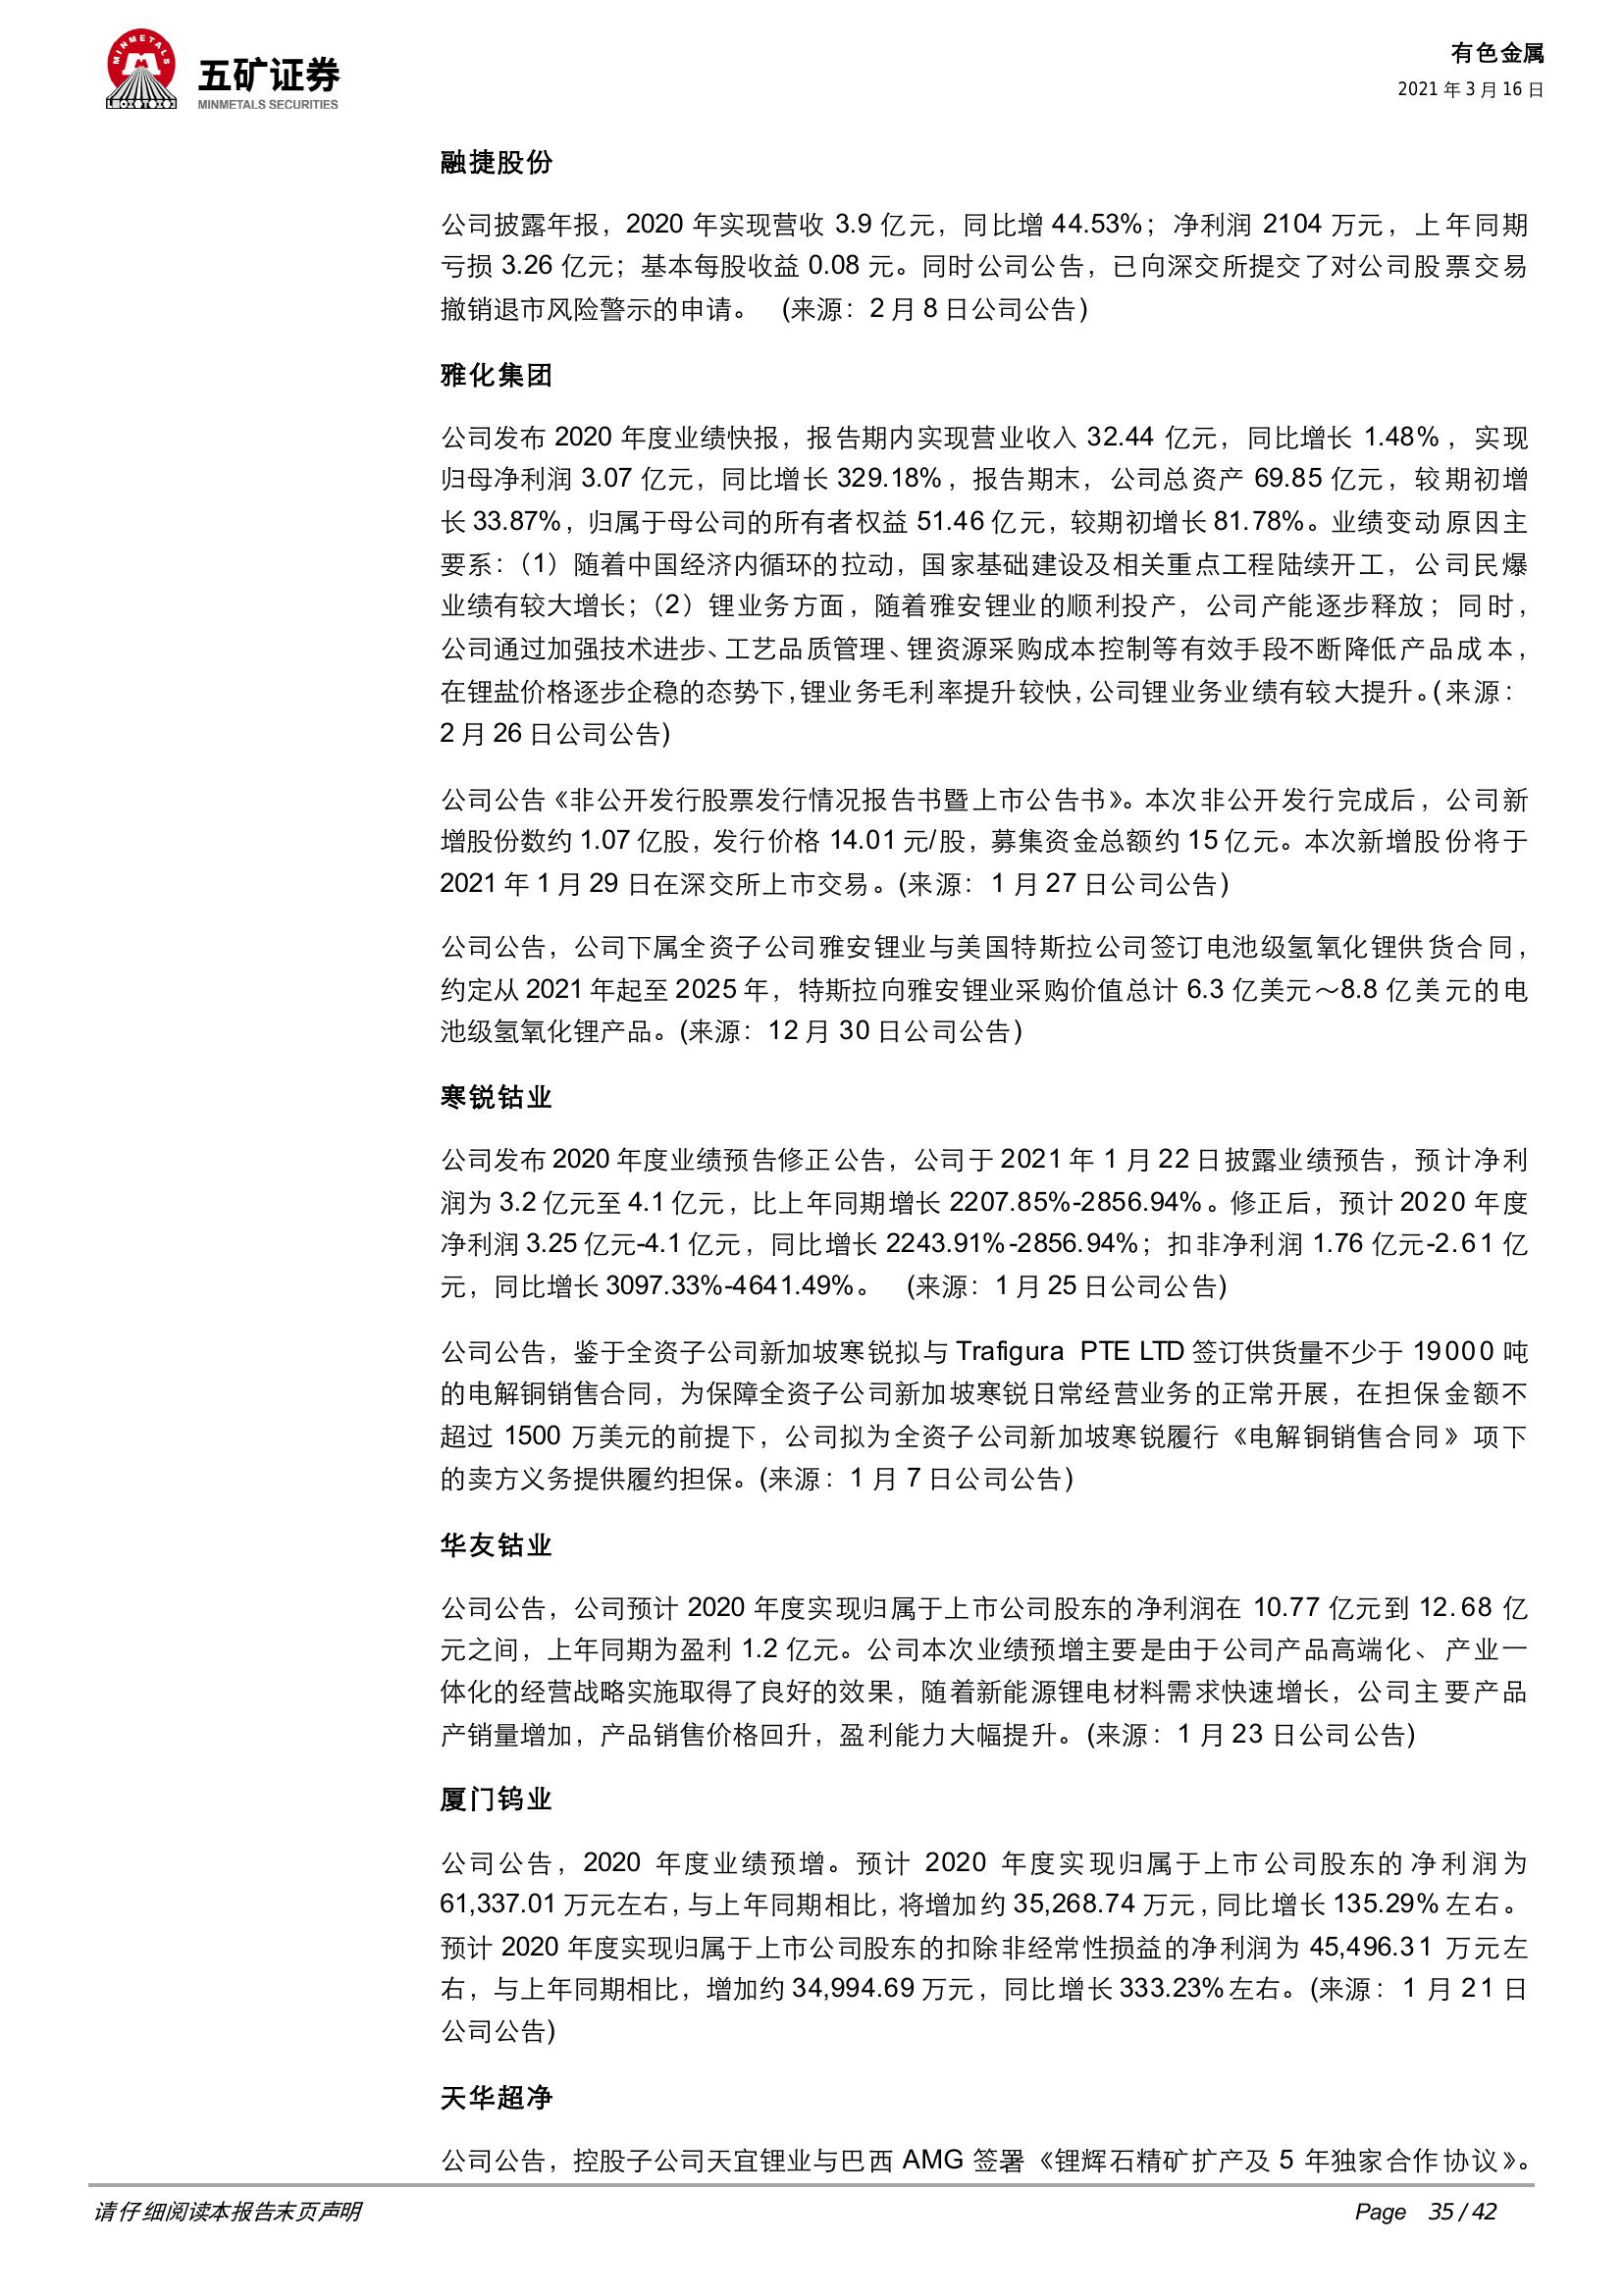 MINMETALS
五矿证券
MINMETALS SECURITIES
有色金属
2021 年 3 月 16 日
融捷股份
公司披露年报，2020 年实现营收 3.9 亿元，同比增 44.53%；净利润 2104 万元，上年同期
亏损 3.26 亿元；基本每股收益 0.08 元。同时公司公告，已向深交所提交了对公司股票交易
撤销退市风险警示的申请。 (来源：2 月 8 日公司公告)
雅化集团
公司发布 2020 年度业绩快报，报告期内实现营业收入 32.44 亿元，同比增长 1.48%，实现
归母净利润 3.07 亿元，同比增长 329.18%，报告期末，公司总资产 69.85 亿元，较期初增
长 33.87%，归属于母公司的所有者权益 51.46 亿元，较期初增长 81.78%。业绩变动原因主
要系：（1）随着中国经济内循环的拉动，国家基础建设及相关重点工程陆续开工，公司民爆
业绩有较大增长；（2）锂业务方面，随着雅安锂业的顺利投产，公司产能逐步释放；同时，
公司通过加强技术进步、工艺品质管理、锂资源采购成本控制等有效手段不断降低产品成本，
在锂盐价格逐步企稳的态势下，锂业务毛利率提升较快，公司锂业务业绩有较大提升。(来源：
2 月 26 日公司公告)
公司公告《非公开发行股票发行情况报告书暨上市公告书》。本次非公开发行完成后，公司新
增股份数约 1.07 亿股，发行价格 14.01 元/股，募集资金总额约 15 亿元。本次新增股份将于
2021 年 1 月 29 日在深交所上市交易。(来源：1 月 27 日公司公告)
公司公告，公司下属全资子公司雅安锂业与美国特斯拉公司签订电池级氢氧化锂供货合同，
约定从 2021 年起至 2025 年，特斯拉向雅安锂业采购价值总计 6.3 亿美元～8.8 亿美元的电
池级氢氧化锂产品。(来源：12 月 30 日公司公告)
寒锐钴业
公司发布 2020 年度业绩预告修正公告，公司于 2021 年 1 月 22 日披露业绩预告，预计净利
润为 3.2 亿元至 4.1 亿元，比上年同期增长 2207.85%-2856.94%。修正后，预计 2020 年度
净利润 3.25 亿元-4.1 亿元，同比增长 2243.91%-2856.94%；扣非净利润 1.76 亿元-2.61 亿
元，同比增长 3097.33%-4641.49%。 (来源：1 月 25 日公司公告)
公司公告，鉴于全资子公司新加坡寒锐拟与 Trafigura PTE LTD 签订供货量不少于 19000 吨
的电解铜销售合同，为保障全资子公司新加坡寒锐日常经营业务的正常开展，在担保金额不
超过 1500 万美元的前提下，公司拟为全资子公司新加坡寒锐履行《电解铜销售合同》项下
的卖方义务提供履约担保。(来源：1 月 7 日公司公告)
华友钴业
公司公告，公司预计 2020 年度实现归属于上市公司股东的净利润在 10.77 亿元到 12.68 亿
元之间，上年同期为盈利 1.2 亿元。公司本次业绩预增主要是由于公司产品高端化、产业一
体化的经营战略实施取得了良好的效果，随着新能源锂电材料需求快速增长，公司主要产品
产销量增加，产品销售价格回升，盈利能力大幅提升。(来源：1 月 23 日公司公告)
厦门钨业
公司公告，2020 年度业绩预增。预计 2020 年度实现归属于上市公司股东的净利润为
61,337.01 万元左右，与上年同期相比，将增加约 35,268.74 万元，同比增长 135.29%左右。
预计 2020 年度实现归属于上市公司股东的扣除非经常性损益的净利润为 45,496.31 万元左
右，与上年同期相比，增加约 34,994.69 万元，同比增长 333.23%左右。(来源：1 月 21 日
公司公告)
天华超净
公司公告，控股子公司天宜锂业与巴西 AMG 签署《锂辉石精矿扩产及 5 年独家合作协议》。
请仔细阅读本报告末页声明
Page 35 / 42